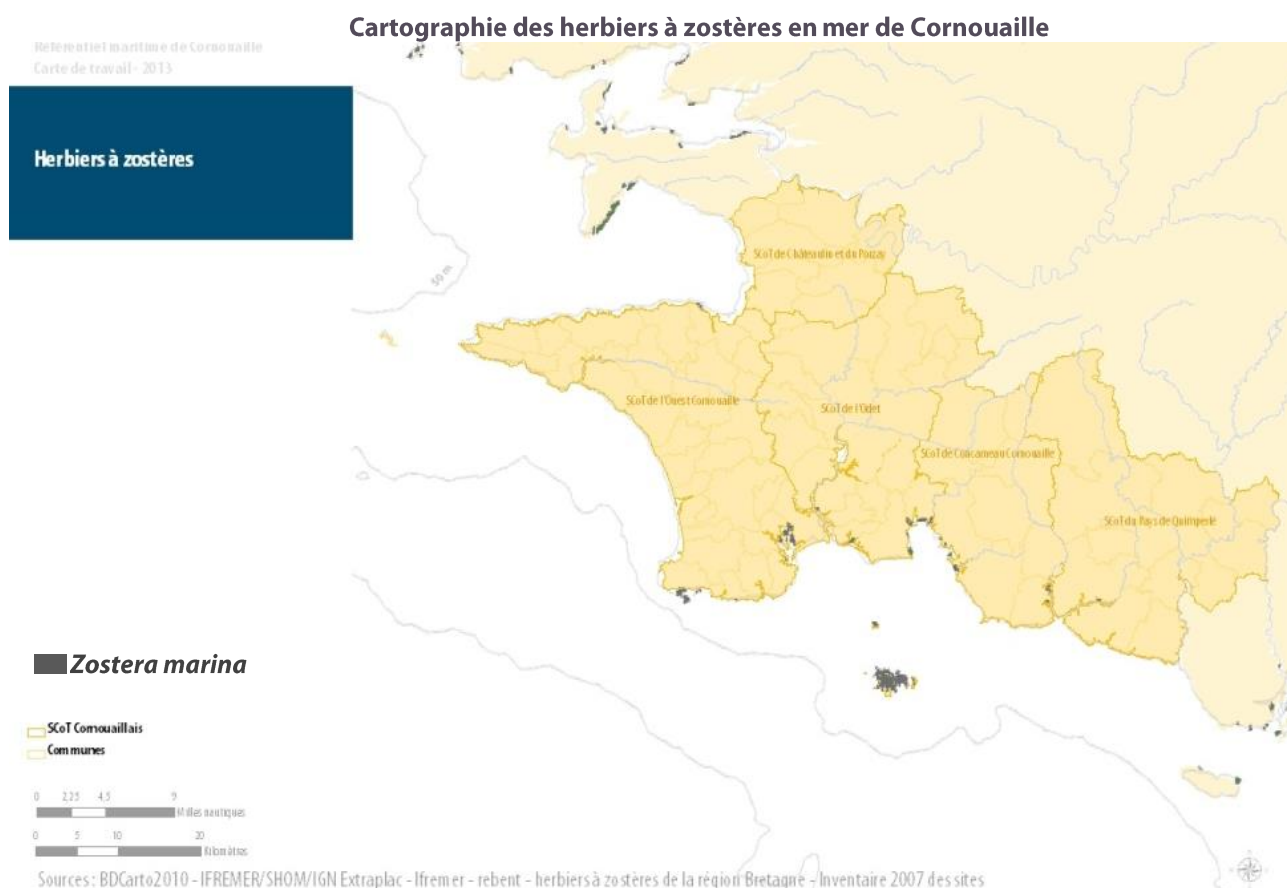 Cartographie des herbiers à zostères en mer de Cornouaille
Référentiel maritime de Cornouaille
Carte de travail - 2013
Herbiers à zostères
50 m
SCoT de Châteaulin et du Porzay
SCoT de l'Ouest Cornouaille
SCoT de l'Odet
SCoT de Concarneau Cornouaille
SCoT du Pays de Quimperlé
Zostera marina
SCoT Cornouaillais
Communes
0 2,25 4,5 9
Milles nautiques
0 5 10 20
Kilomètres
Sources : BDCarto2010 - IFREMER/SHOM/IGN Extraplac - Ifremer - rebent - herbiers à zostères de la région Bretagne - Inventaire 2007 des sites